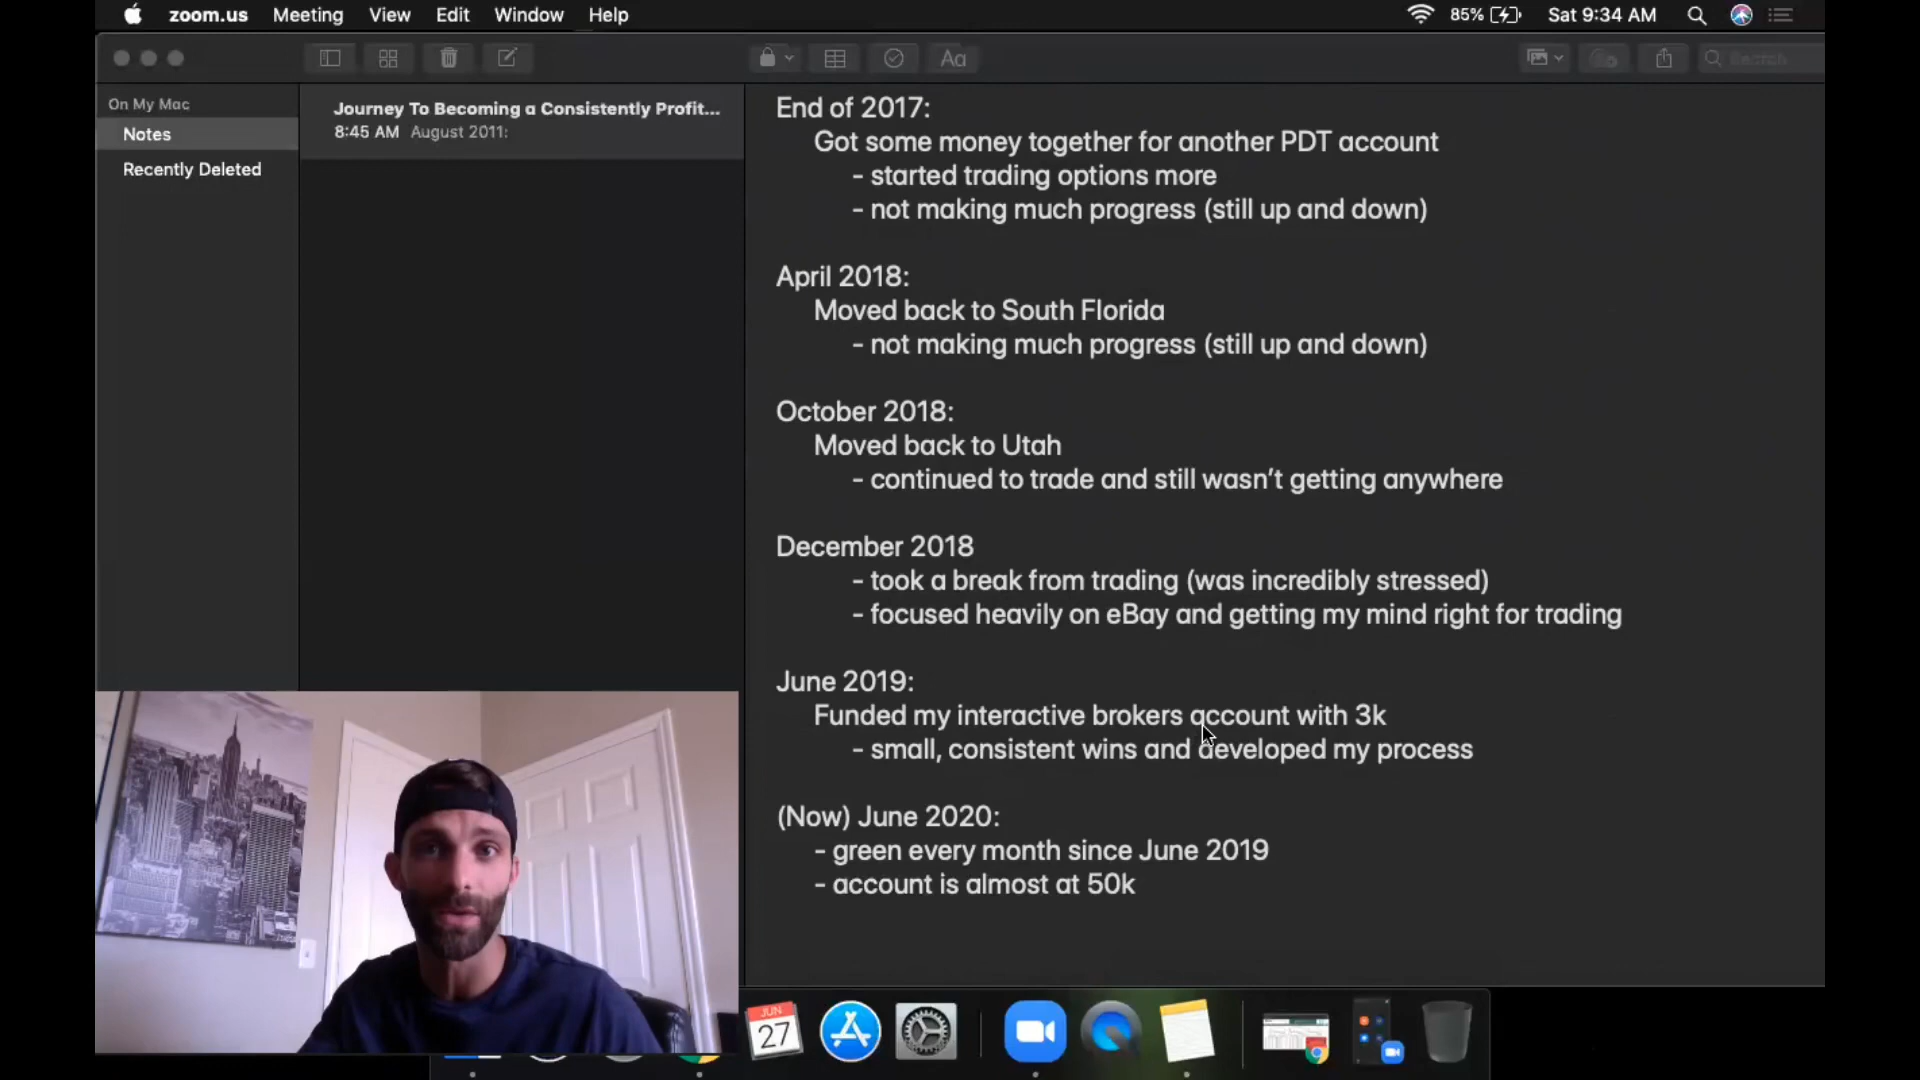 zoom.us Meeting View Edit Window Help 85% Sat 9:34 AM
Aa Search
On My Mac
Notes
Recently Deleted
Journey To Becoming a Consistently Profit...
8:45 AM August 2011:
End of 2017:
Got some money together for another PDT account
- started trading options more
- not making much progress (still up and down)
April 2018:
Moved back to South Florida
- not making much progress (still up and down)
October 2018:
Moved back to Utah
- continued to trade and still wasn’t getting anywhere
December 2018
- took a break from trading (was incredibly stressed)
- focused heavily on eBay and getting my mind right for trading
June 2019:
Funded my interactive brokers account with 3k
- small, consistent wins and developed my process
(Now) June 2020:
- green every month since June 2019
- account is almost at 50k
JUN
27